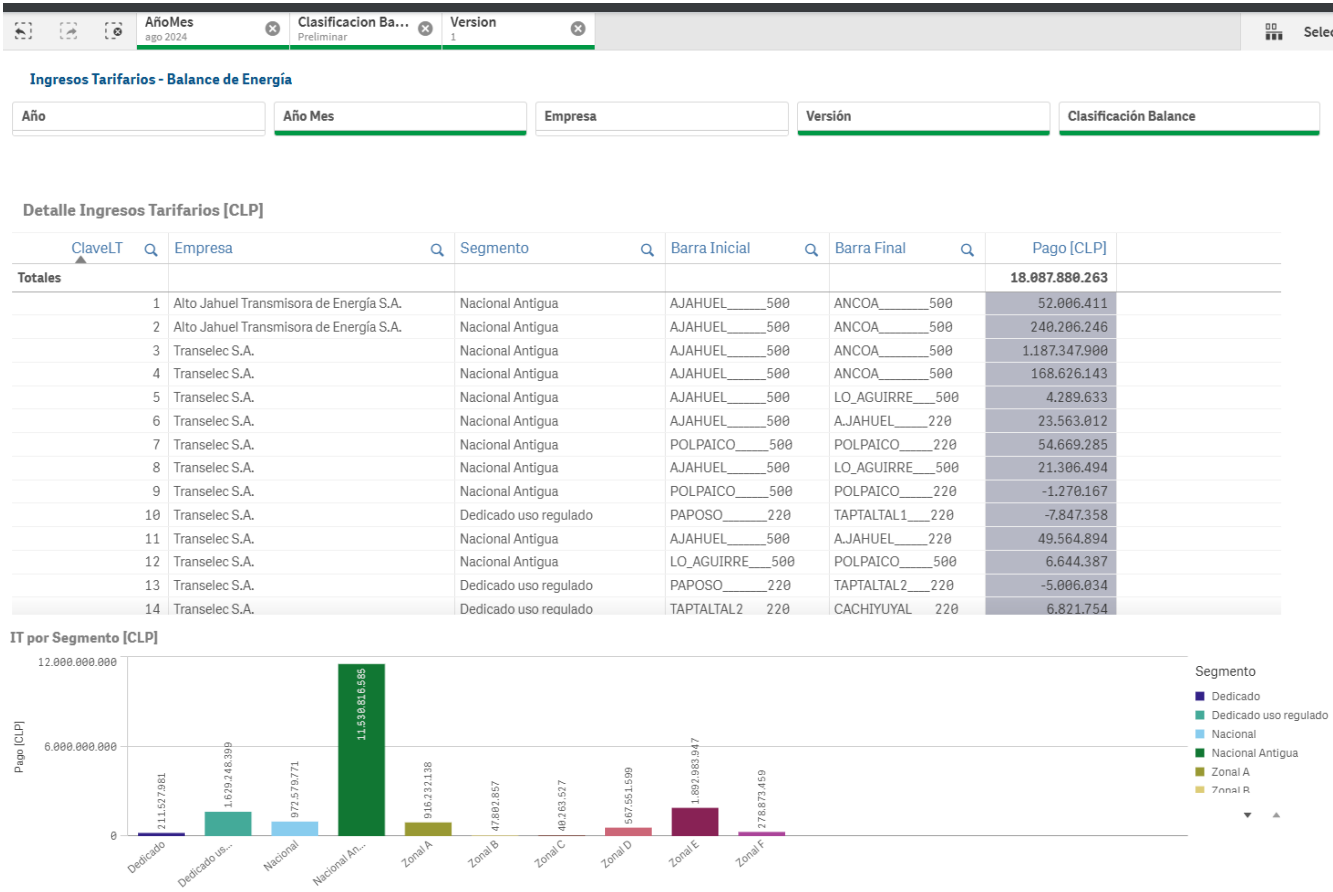 AñoMes
ago 2024
Clasificacion Ba...
Preliminar
Version
1
Selec
Ingresos Tarifarios - Balance de Energía
Año
Año Mes
Empresa
Versión
Clasificación Balance
Detalle Ingresos Tarifarios [CLP]
ClaveLT Empresa Segmento Barra Inicial Barra Final Pago [CLP]
Totales 18.087.880.263
1 Alto Jahuel Transmisora de Energía S.A. Nacional Antigua AJAHUEL______500 ANCOA________500 52.006.411
2 Alto Jahuel Transmisora de Energía S.A. Nacional Antigua AJAHUEL______500 ANCOA________500 240.206.246
3 Transelec S.A. Nacional Antigua AJAHUEL______500 ANCOA________500 1.187.347.900
4 Transelec S.A. Nacional Antigua AJAHUEL______500 ANCOA________500 168.626.143
5 Transelec S.A. Nacional Antigua AJAHUEL______500 LO_AGUIRRE___500 4.289.633
6 Transelec S.A. Nacional Antigua AJAHUEL______500 A.JAHUEL_____220 23.563.012
7 Transelec S.A. Nacional Antigua POLPAICO_____500 POLPAICO_____220 54.669.285
8 Transelec S.A. Nacional Antigua AJAHUEL______500 LO_AGUIRRE___500 21.306.494
9 Transelec S.A. Nacional Antigua POLPAICO_____500 POLPAICO_____220 -1.270.167
10 Transelec S.A. Dedicado uso regulado PAPOSO_______220 TAPTALTAL1___220 -7.847.358
11 Transelec S.A. Nacional Antigua AJAHUEL______500 A.JAHUEL_____220 49.564.894
12 Transelec S.A. Nacional Antigua LO_AGUIRRE___500 POLPAICO_____500 6.644.387
13 Transelec S.A. Dedicado uso regulado PAPOSO_______220 TAPTALTAL2___220 -5.006.034
14 Transelec S.A. Dedicado uso regulado TAPTALTAL2___220 CACHIYUYAL___220 6.821.754
IT por Segmento [CLP]
Pago [CLP]
12.000.000.000
6.000.000.000
0
211.527.981
1.629.248.399
972.579.771
11.530.816.585
916.232.138
47.802.857
40.263.527
567.551.599
1.892.983.947
278.873.459
Dedicado
Dedicado us...
Nacional
Nacional An...
Zonal A
Zonal B
Zonal C
Zonal D
Zonal E
Zonal F
Segmento
Dedicado
Dedicado uso regulado
Nacional
Nacional Antigua
Zonal A
Zonal B